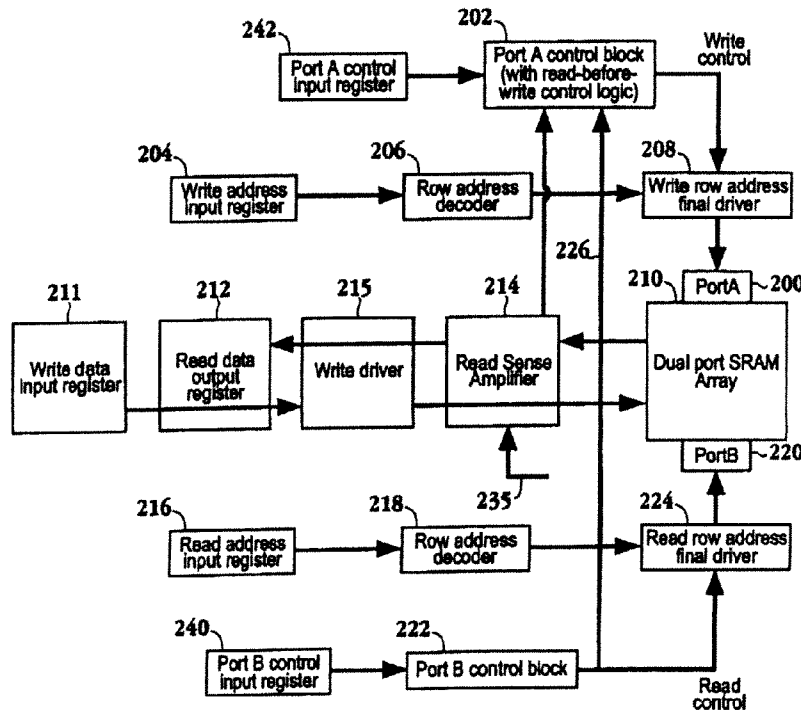 242
202
Port A control
input register
Port A control block
(with read-before-
write control logic)
Write
control
204
206
208
Write address
input register
Row address
decoder
Write row address
final driver
226
210
PortA
200
211
212
215
214
Write data
input register
Read data
output
register
Write driver
Read Sense
Amplifier
Dual port SRAM
Array
PortB
220
235
216
218
224
Read address
input register
Row address
decoder
Read row address
final driver
240
222
Port B control
input register
Port B control block
Read
control